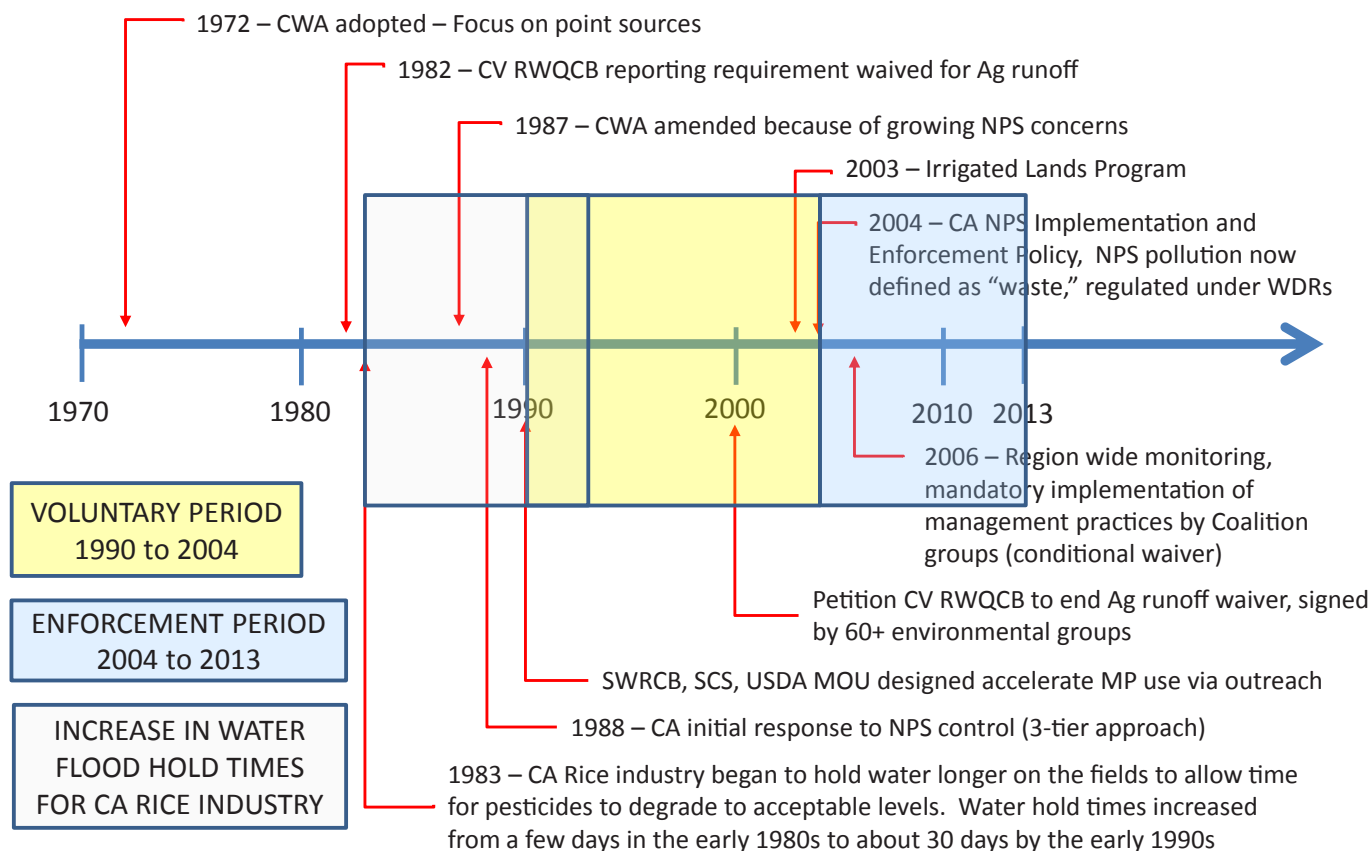 1972 – CWA adopted – Focus on point sources
1982 – CV RWQCB reporting requirement waived for Ag runoff
1987 – CWA amended because of growing NPS concerns
2003 – Irrigated Lands Program
2004 – CA NPS Implementation and
Enforcement Policy, NPS pollution now
defined as “waste,” regulated under WDRs
1970
1980
1990
2000
2010
2013
2006 – Region wide monitoring,
mandatory implementation of
management practices by Coalition
groups (conditional waiver)
VOLUNTARY PERIOD
1990 to 2004
Petition CV RWQCB to end Ag runoff waiver, signed
by 60+ environmental groups
ENFORCEMENT PERIOD
2004 to 2013
SWRCB, SCS, USDA MOU designed accelerate MP use via outreach
1988 – CA initial response to NPS control (3-tier approach)
INCREASE IN WATER
FLOOD HOLD TIMES
FOR CA RICE INDUSTRY
1983 – CA Rice industry began to hold water longer on the fields to allow time
for pesticides to degrade to acceptable levels. Water hold times increased
from a few days in the early 1980s to about 30 days by the early 1990s